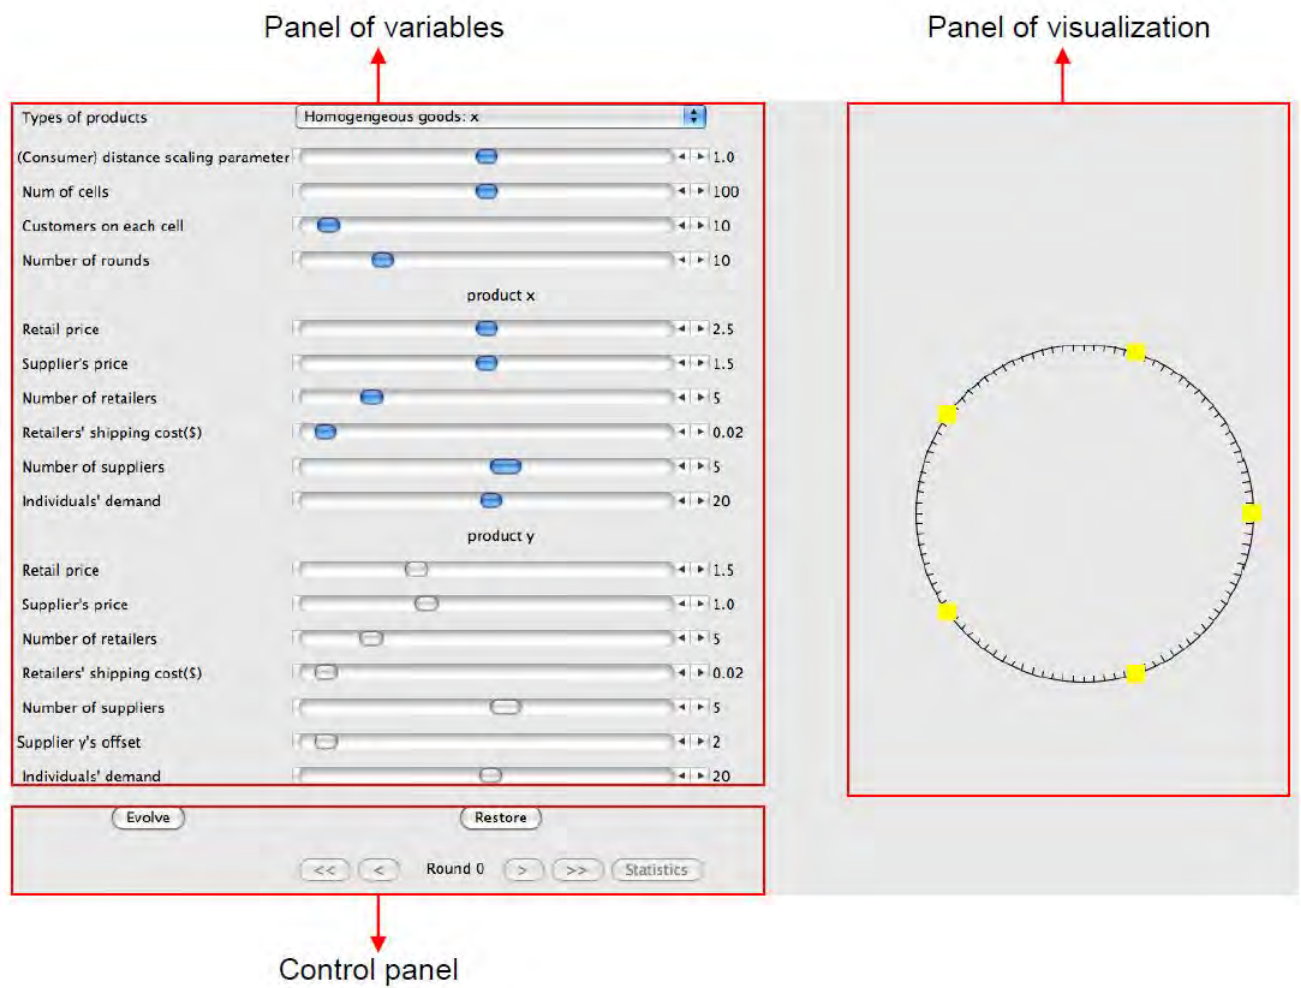 Panel of variables
Panel of visualization
Types of products
Homogengeous goods: x
(Consumer) distance scaling parameter
1.0
Num of cells
100
Customers on each cell
10
Number of rounds
10
product x
Retail price
2.5
Supplier's price
1.5
Number of retailers
5
Retailers' shipping cost($)
0.02
Number of suppliers
5
Individuals' demand
20
product y
Retail price
1.5
Supplier's price
1.0
Number of retailers
5
Retailers' shipping cost($)
0.02
Number of suppliers
5
Supplier y's offset
2
Individuals' demand
20
Evolve
Restore
<<
<
Round 0
>
>>
Statistics
Control panel